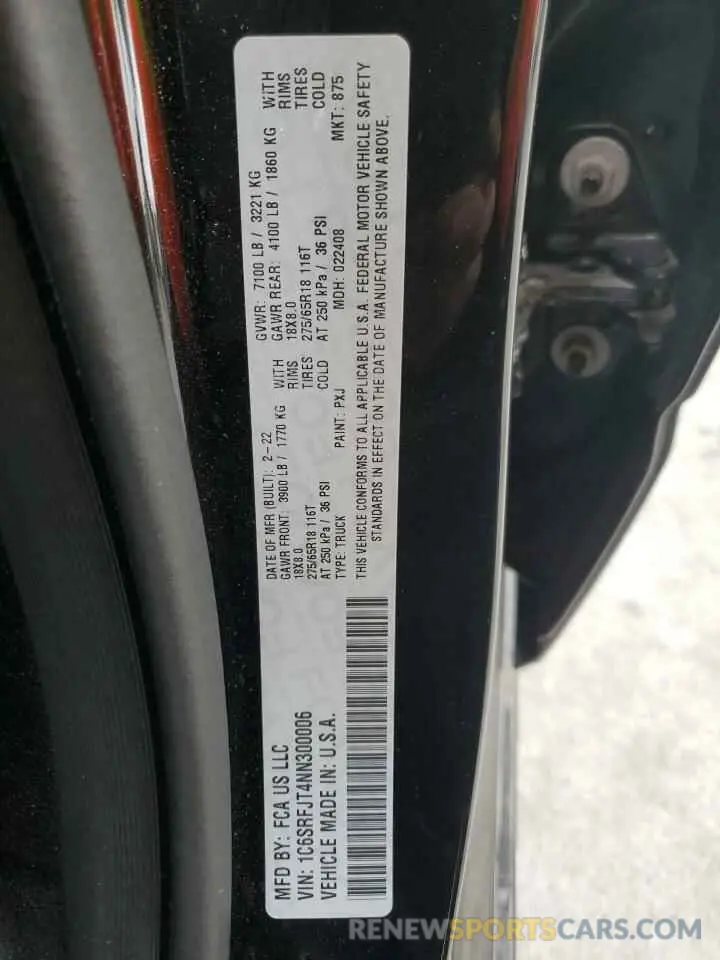 MFD BY: FCA US LLC
VIN: 1C6SRFJT4NN300006
VEHICLE MADE IN: U.S.A.
DATE OF MFR (BUILT): 2-22 GVWR: 7100 LB / 3221 KG
GAWR FRONT: 3900 LB / 1770 KG WITH GAWR REAR: 4100 LB / 1860 KG WITH
18X8.0 RIMS 18X8.0 RIMS
275/65R18 116T TIRES 275/65R18 116T TIRES
AT 250 kPa / 36 PSI COLD AT 250 kPa / 36 PSI COLD
TYPE: TRUCK PAINT: PXJ MDH: 022408 MKT: 875
THIS VEHICLE CONFORMS TO ALL APPLICABLE U.S.A. FEDERAL MOTOR VEHICLE SAFETY
STANDARDS IN EFFECT ON THE DATE OF MANUFACTURE SHOWN ABOVE.
RENEWSPORTSCARS.COM